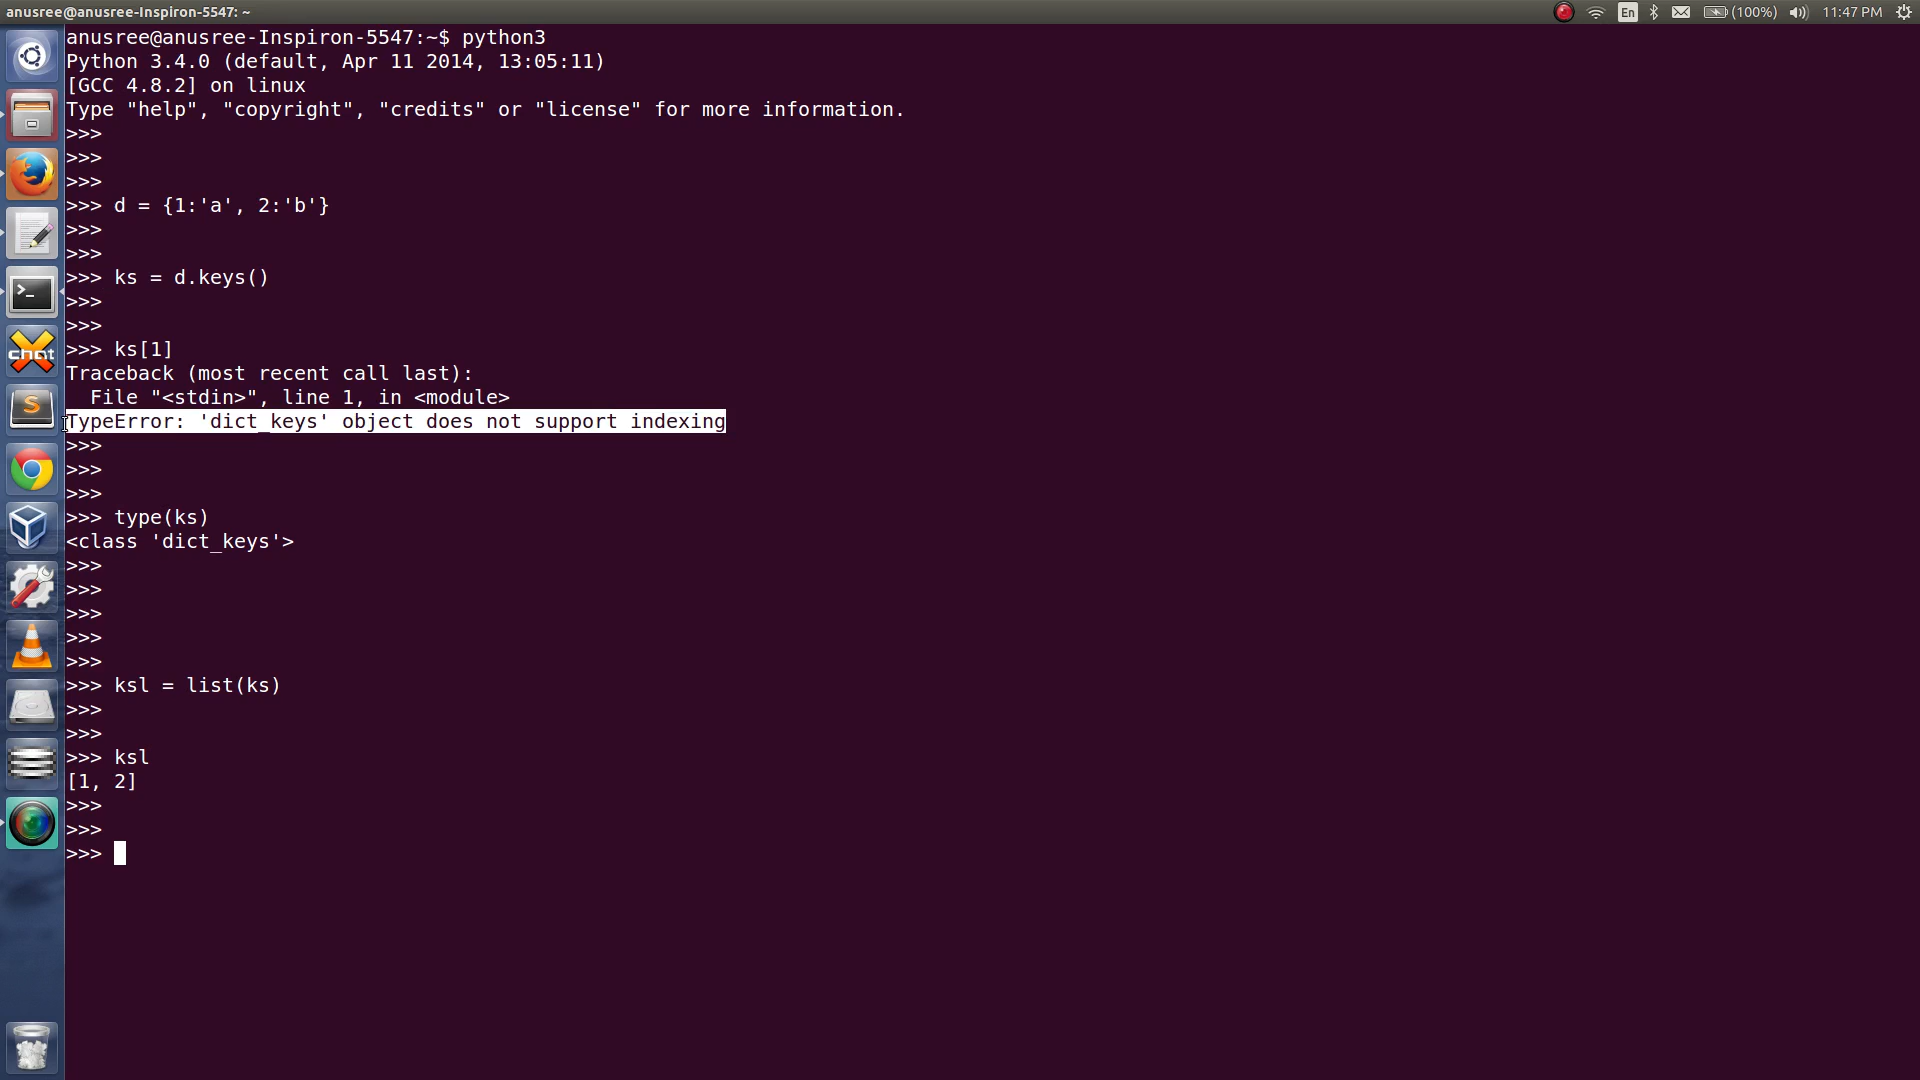 anusree@anusree-Inspiron-5547: ~
En
(100%)
11:47 PM
anusree@anusree-Inspiron-5547:~$ python3
Python 3.4.0 (default, Apr 11 2014, 13:05:11)
[GCC 4.8.2] on linux
Type "help", "copyright", "credits" or "license" for more information.
>>>
>>>
>>>
>>> d = {1:'a', 2:'b'}
>>>
>>>
>>> ks = d.keys()
>>>
>>>
>>> ks[1]
Traceback (most recent call last):
  File "<stdin>", line 1, in <module>
TypeError: 'dict_keys' object does not support indexing
>>>
>>>
>>>
>>> type(ks)
<class 'dict_keys'>
>>>
>>>
>>>
>>>
>>>
>>> ksl = list(ks)
>>>
>>>
>>> ksl
[1, 2]
>>>
>>>
>>>
>_
chat
S